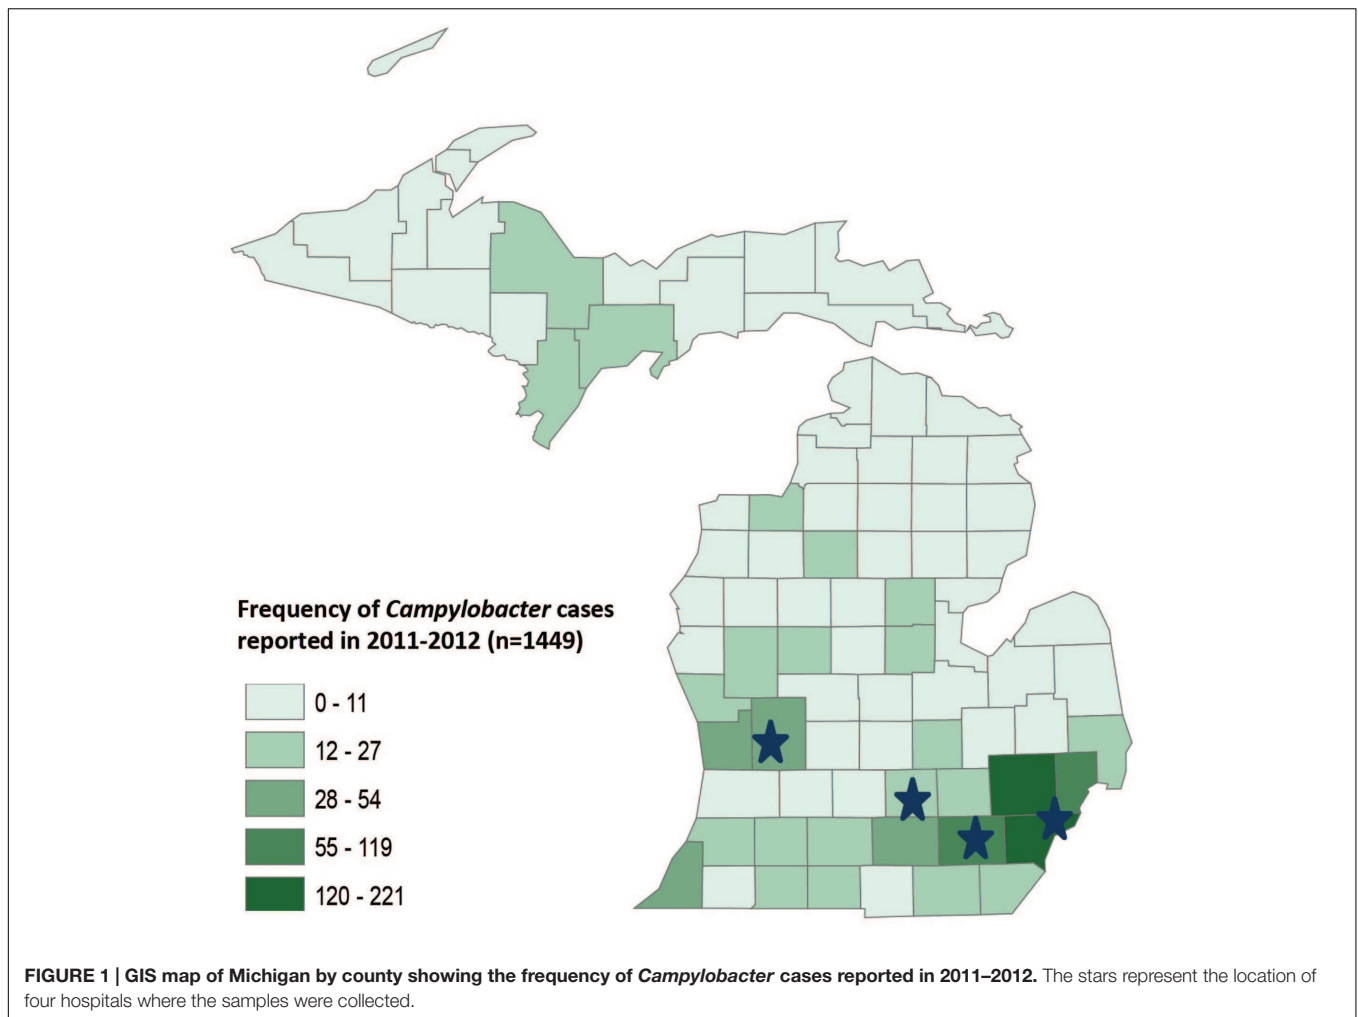 Frequency of Campylobacter cases
reported in 2011-2012 (n=1449)
0 - 11
12 - 27
28 - 54
55 - 119
120 - 221
FIGURE 1 | GIS map of Michigan by county showing the frequency of Campylobacter cases reported in 2011–2012. The stars represent the location of
four hospitals where the samples were collected.